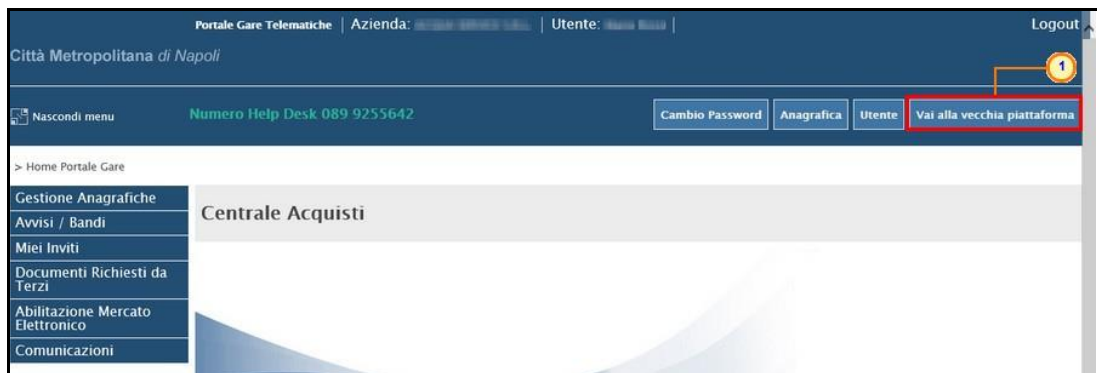 Portale Gare Telematiche | Azienda: | Utente: | Logout
Città Metropolitana di Napoli
1
Nascondi menu Numero Help Desk 089 9255642 Cambio Password Anagrafica Utente Vai alla vecchia piattaforma
> Home Portale Gare
Gestione Anagrafiche
Centrale Acquisti
Avvisi / Bandi
Miei Inviti
Documenti Richiesti da
Terzi
Abilitazione Mercato
Elettronico
Comunicazioni